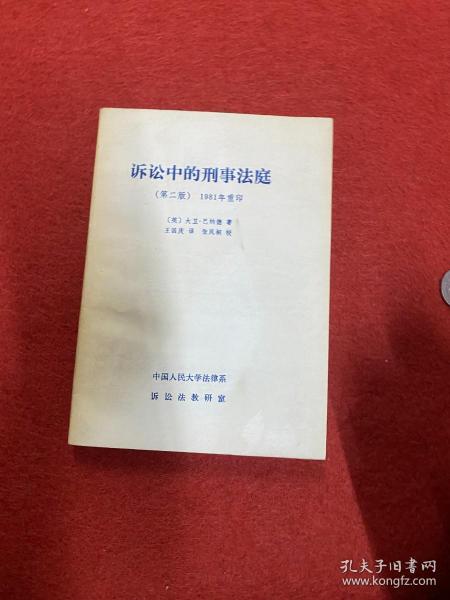 诉讼中的刑事法庭
（第二版） 1981年重印
〔英〕大卫·巴纳德 著
王国庆 译 张凤桐 校
中国人民大学法律系
诉讼法教研室
孔夫子旧书网
www.kongfz.com